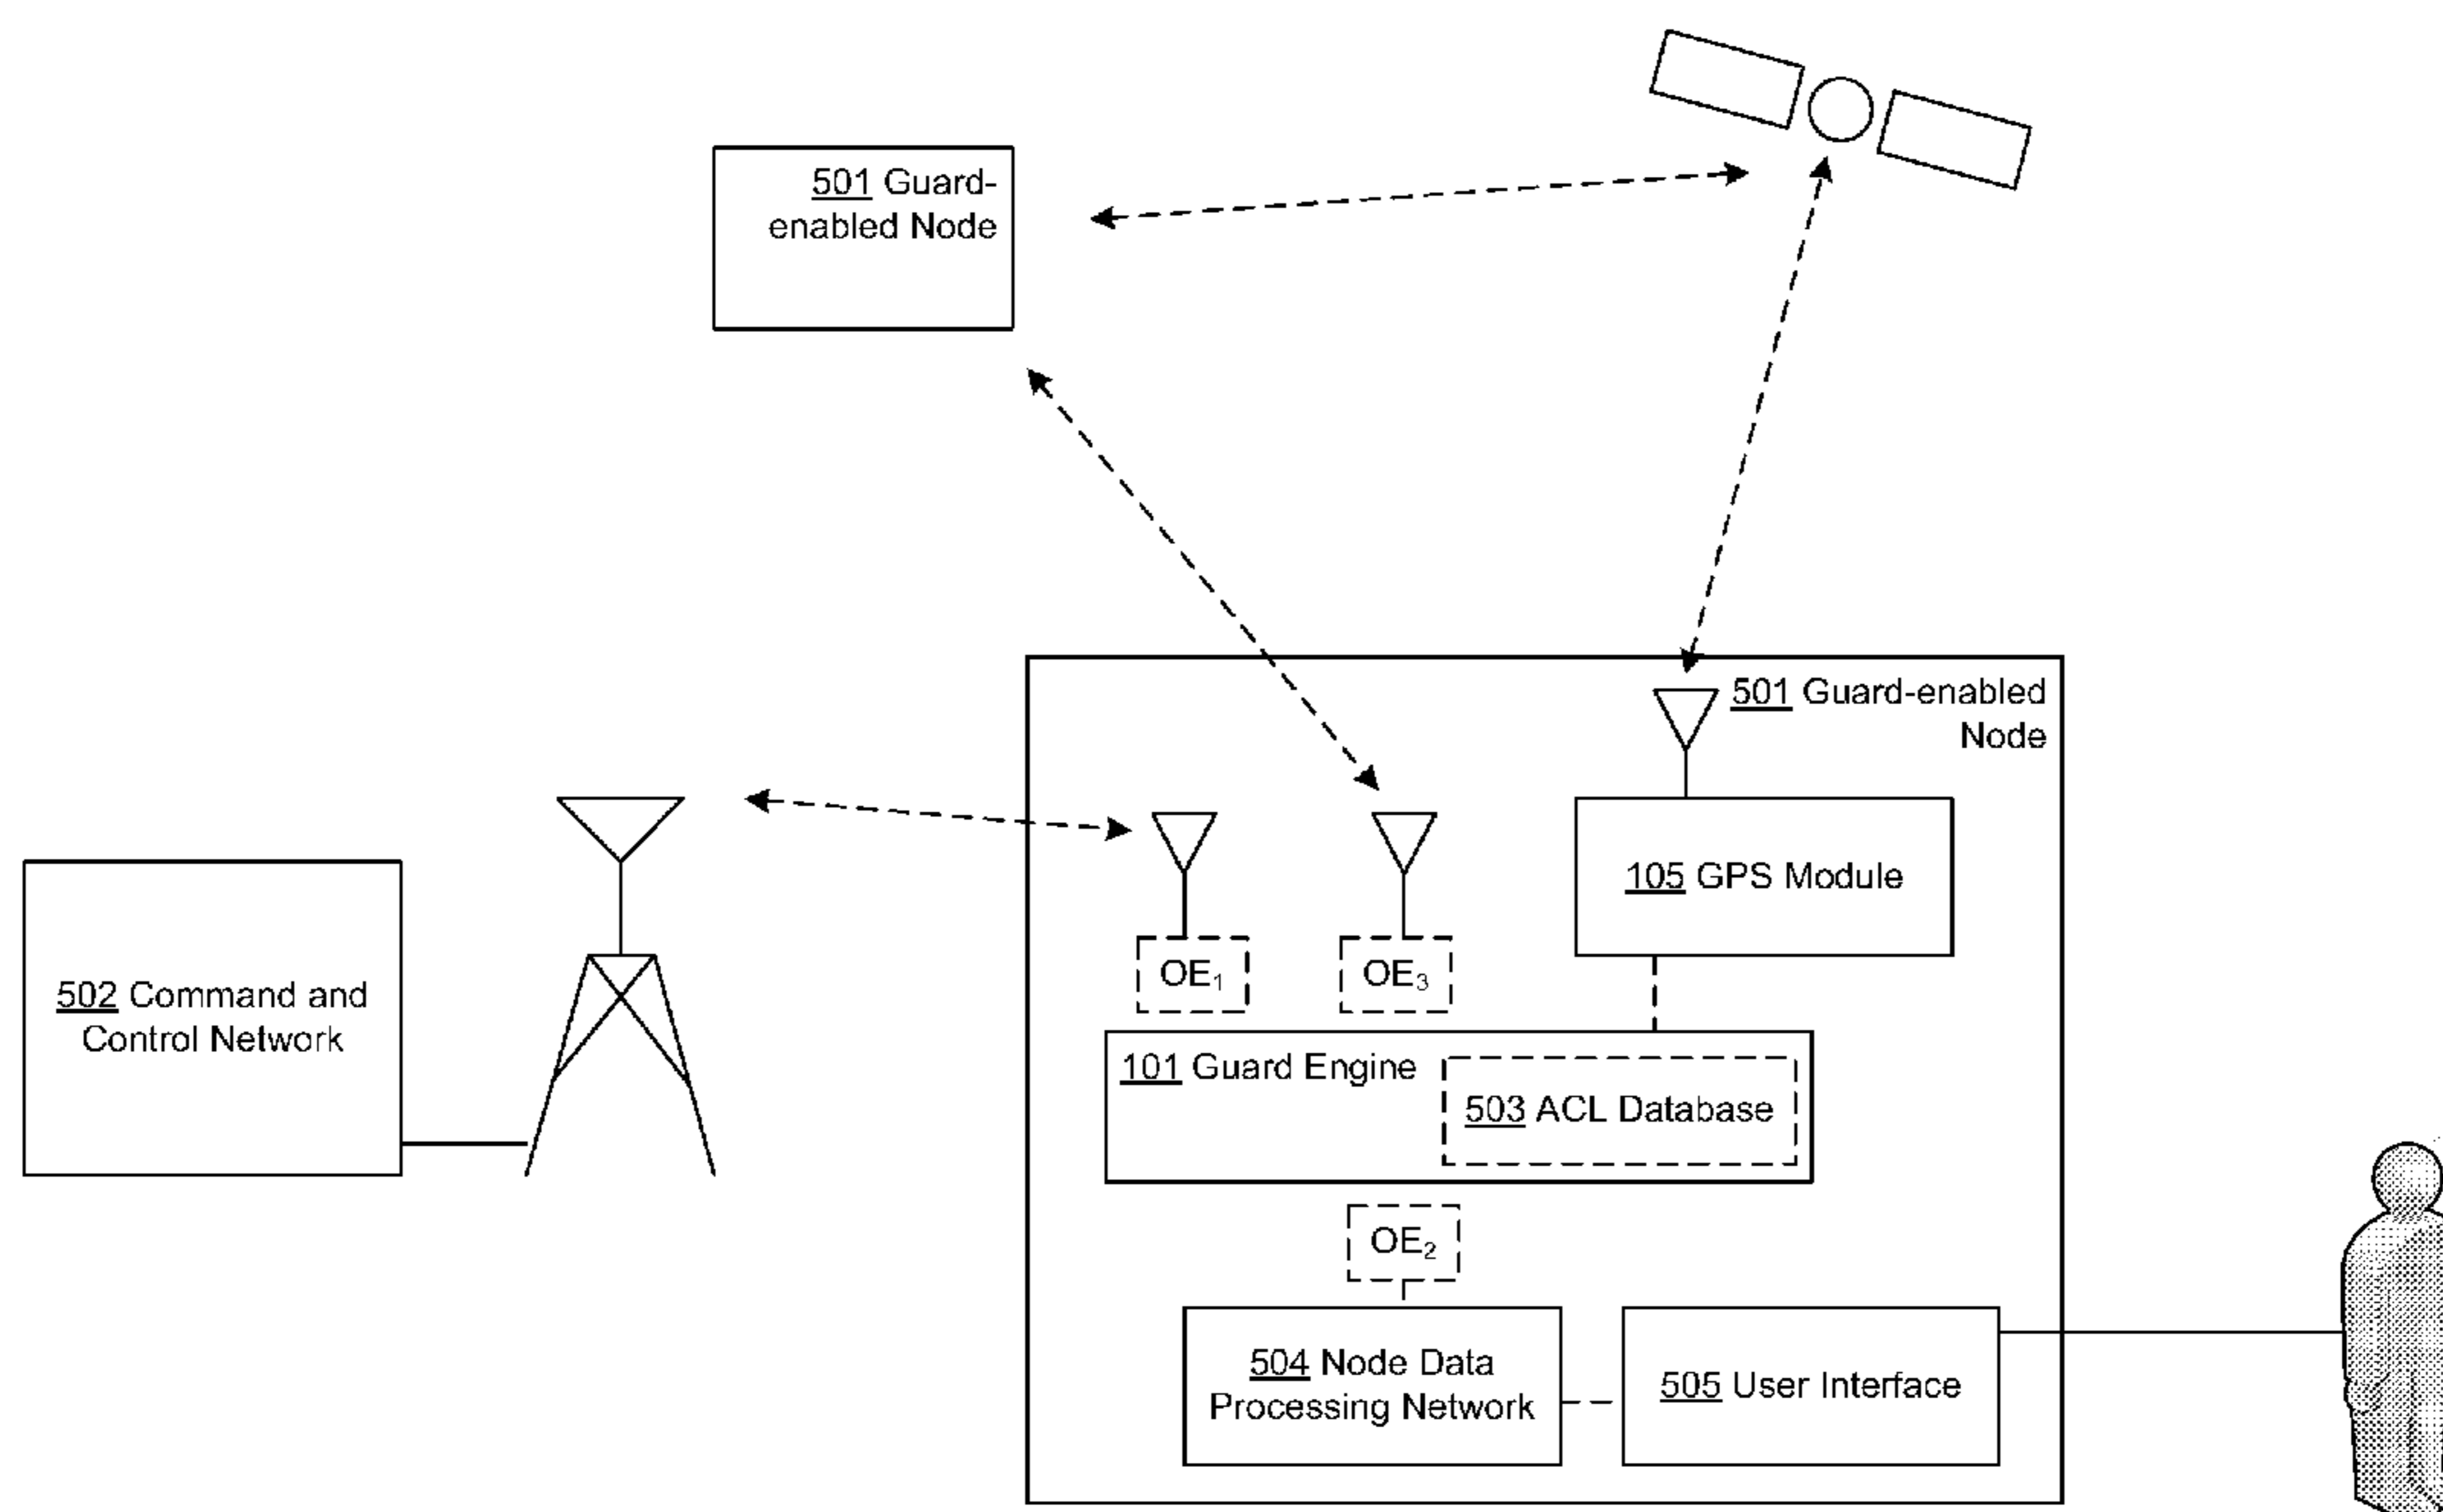 501 Guard-
enabled Node
501 Guard-enabled
Node
105 GPS Module
OE₁
OE₃
502 Command and
Control Network
101 Guard Engine
503 ACL Database
OE₂
504 Node Data
Processing Network
505 User Interface